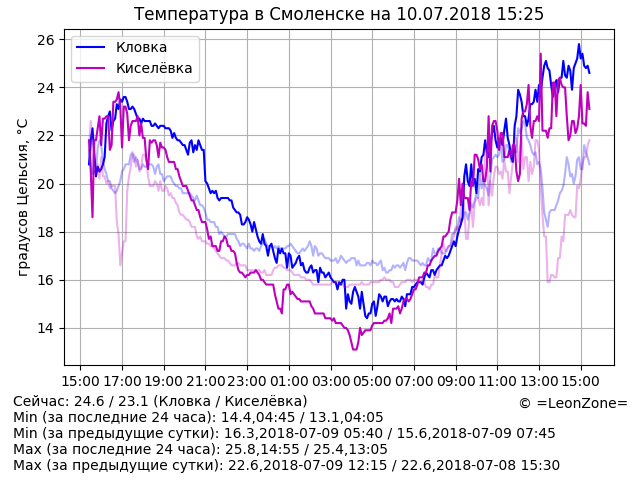 Температура в Смоленске на 10.07.2018 15:25
градусов Цельсия, °С
26
24
22
20
18
16
14
Кловка
Киселёвка
15:00 17:00 19:00 21:00 23:00 01:00 03:00 05:00 07:00 09:00 11:00 13:00 15:00
Сейчас: 24.6 / 23.1 (Кловка / Киселёвка)
© =LeonZone=
Min (за последние 24 часа): 14.4,04:45 / 13.1,04:05
Min (за предыдущие сутки): 16.3,2018-07-09 05:40 / 15.6,2018-07-09 07:45
Max (за последние 24 часа): 25.8,14:55 / 25.4,13:05
Max (за предыдущие сутки): 22.6,2018-07-09 12:15 / 22.6,2018-07-08 15:30